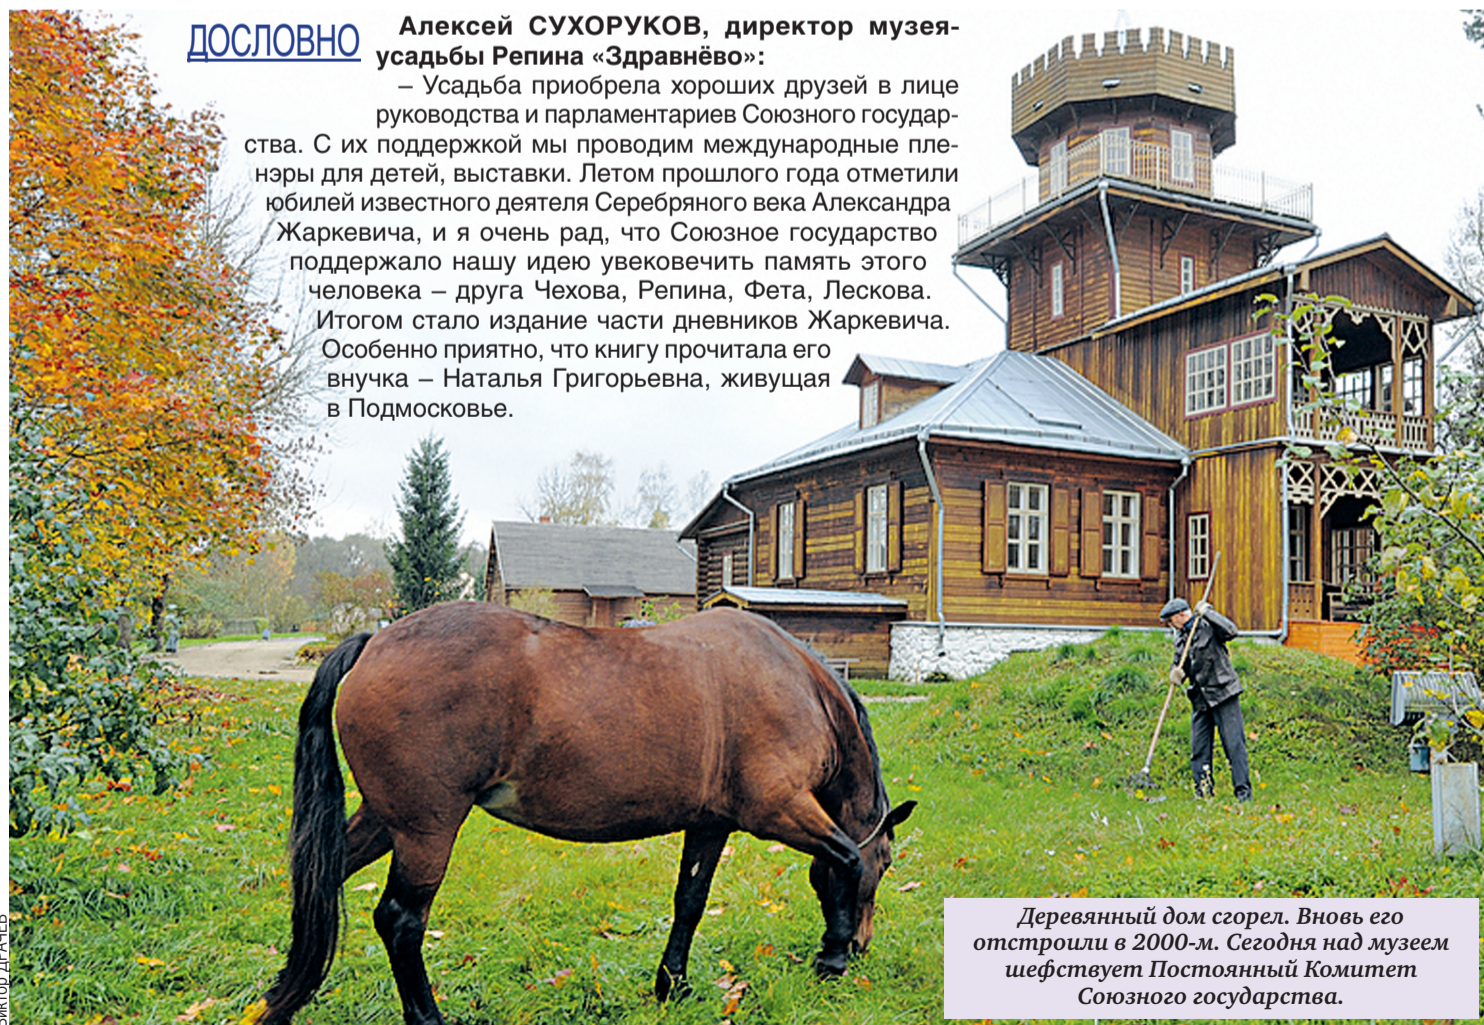 ДОСЛОВНО
Алексей СУХОРУКОВ, директор музея-
усадьбы Репина «Здравнёво»:
– Усадьба приобрела хороших друзей в лице
руководства и парламентариев Союзного государ-
ства. С их поддержкой мы проводим международные пле-
нэры для детей, выставки. Летом прошлого года отметили
юбилей известного деятеля Серебряного века Александра
Жаркевича, и я очень рад, что Союзное государство
поддержало нашу идею увековечить память этого
человека – друга Чехова, Репина, Фета, Лескова.
Итогом стало издание части дневников Жаркевича.
Особенно приятно, что книгу прочитала его
внучка – Наталья Григорьевна, живущая
в Подмосковье.
Деревянный дом сгорел. Вновь его
отстроили в 2000-м. Сегодня над музеем
шефствует Постоянный Комитет
Союзного государства.
Виктор ДРАЧЕВ